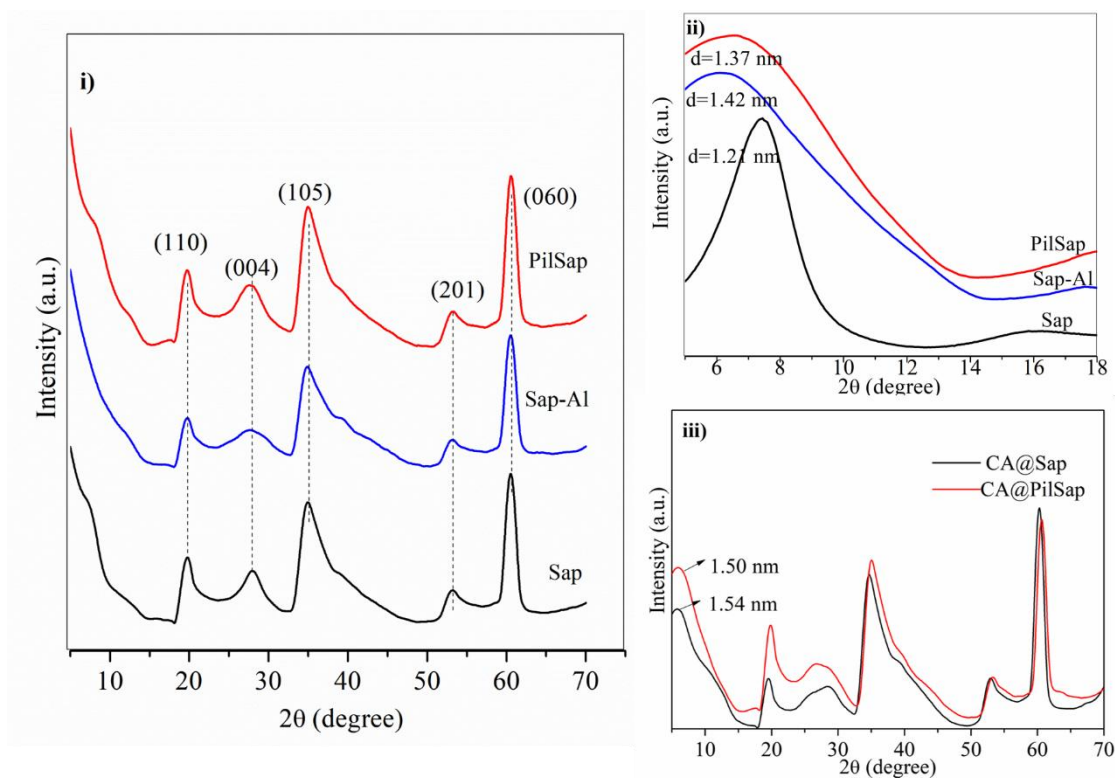 i)
(110)
(004)
(105)
(201)
(060)
PilSap
Sap-Al
Sap
Intensity (a.u.)
10 20 30 40 50 60 70
2θ (degree)
ii)
d=1.37 nm
d=1.42 nm
d=1.21 nm
PilSap
Sap-Al
Sap
Intensity (a.u.)
6 8 10 12 14 16 18
2θ (degree)
iii)
CA@Sap
CA@PilSap
1.50 nm
1.54 nm
Intensity (a.u.)
10 20 30 40 50 60 70
2θ (degree)